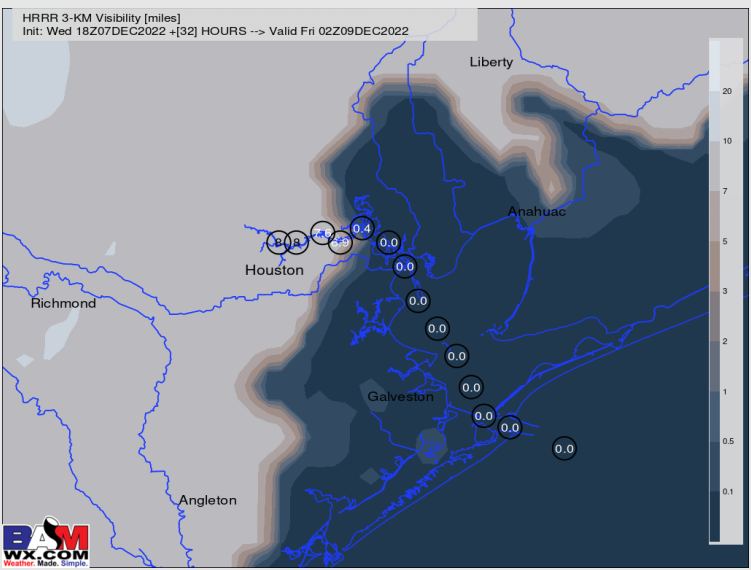 HRRR 3-KM Visibility [miles]
Init: Wed 18Z07DEC2022 +[32] HOURS --> Valid Fri 02Z09DEC2022
Liberty
20
10
7
Anahuac
0.4
8
8
0.0
5
Houston
0.0
3
Richmond
0.0
0.0
2
0.0
0.0
1
Galveston
0.0
0.0
0.5
0.0
0.1
Angleton
BAM
WX.COM
Weather. Made. Simple.